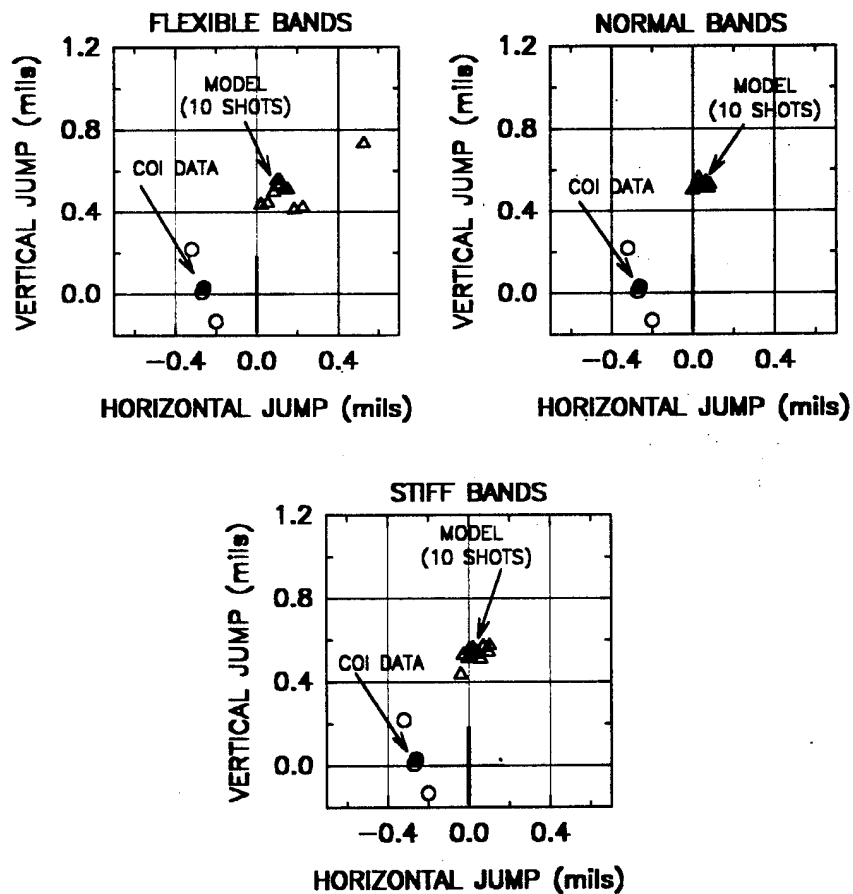 FLEXIBLE BANDS
VERTICAL JUMP (mils)
1.2
0.8
0.4
0.0
MODEL
(10 SHOTS)
COI DATA
−0.4 0.0 0.4
HORIZONTAL JUMP (mils)
NORMAL BANDS
VERTICAL JUMP (mils)
1.2
0.8
0.4
0.0
MODEL
(10 SHOTS)
COI DATA
−0.4 0.0 0.4
HORIZONTAL JUMP (mils)
STIFF BANDS
VERTICAL JUMP (mils)
1.2
0.8
0.4
0.0
MODEL
(10 SHOTS)
COI DATA
−0.4 0.0 0.4
HORIZONTAL JUMP (mils)